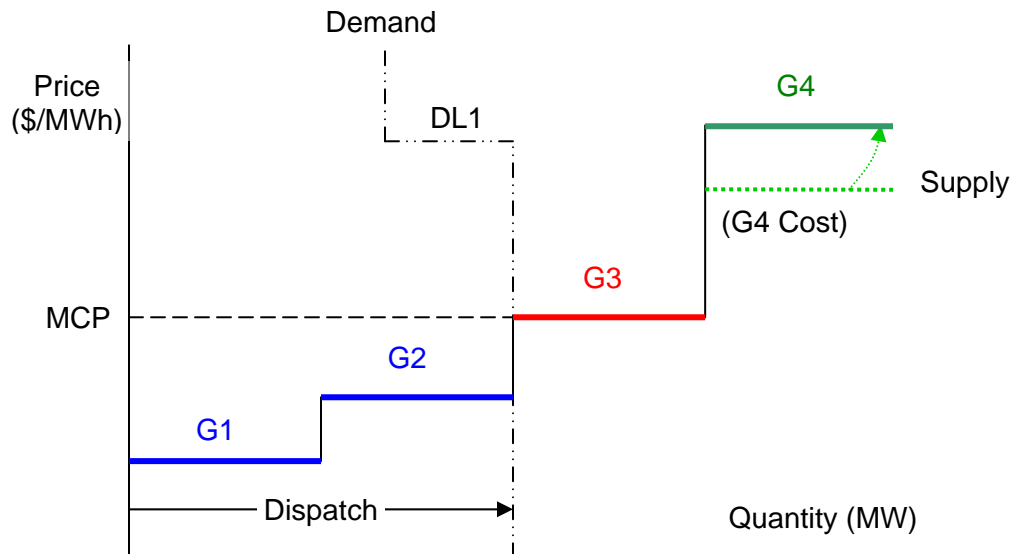 Demand
Price
($/MWh)
G4
DL1
Supply
(G4 Cost)
G3
MCP
G2
G1
Dispatch
Quantity (MW)